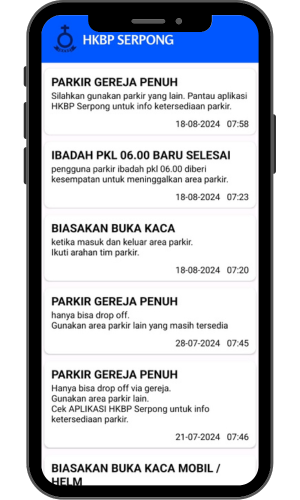 HKBP SERPONG
PARKIR GEREJA PENUH
Silahkan gunakan parkir yang lain. Pantau aplikasi
HKBP Serpong untuk info ketersediaan parkir.
18-08-2024 07:58
IBADAH PKL 06.00 BARU SELESAI
pengguna parkir ibadah pkl 06.00 diberi
kesempatan untuk meninggalkan area parkir.
18-08-2024 07:23
BIASAKAN BUKA KACA
ketika masuk dan keluar area parkir.
Ikuti arahan tim parkir.
18-08-2024 07:20
PARKIR GEREJA PENUH
hanya bisa drop off.
Gunakan area parkir lain yang masih tersedia
28-07-2024 07:45
PARKIR GEREJA PENUH
Hanya bisa drop off via gereja.
Gunakan area parkir lain.
Cek APLIKASI HKBP Serpong untuk info
ketersediaan parkir.
21-07-2024 07:46
BIASAKAN BUKA KACA MOBIL /
HELM